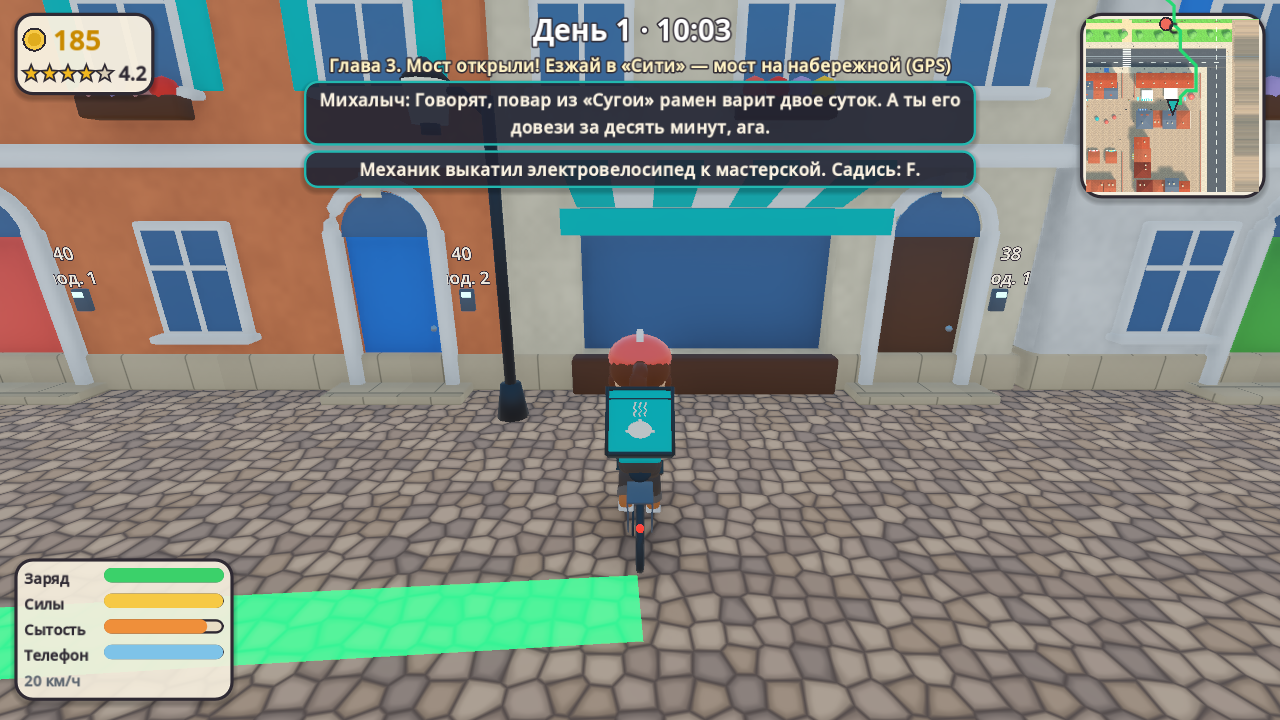 185
4.2
День 1 · 10:03
Глава 3. Мост открыли! Езжай в «Сити» — мост на набережной (GPS)
Михалыч: Говорят, повар из «Сугои» рамен варит двое суток. А ты его
довези за десять минут, ага.
Механик выкатил электровелосипед к мастерской. Садись: F.
40
од. 1
40
од. 2
38
од. 1
Заряд
Силы
Сытость
Телефон
20 км/ч